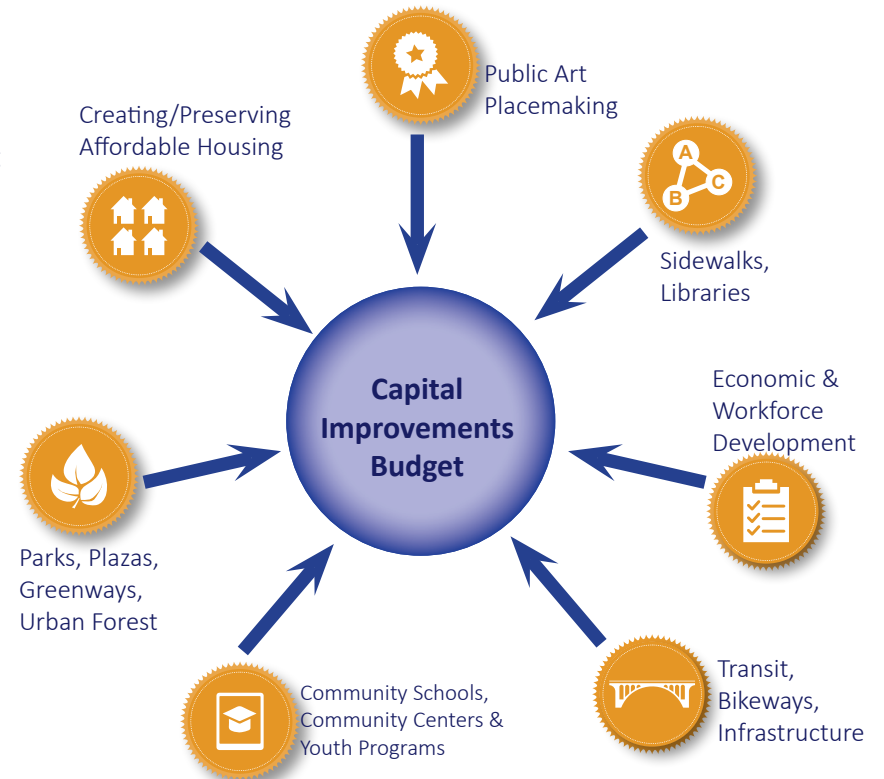 Public Art
Placemaking
Creating/Preserving
Affordable Housing
A
B
C
Sidewalks,
Libraries
Capital
Improvements
Budget
Economic &
Workforce
Development
Parks, Plazas,
Greenways,
Urban Forest
Community Schools,
Community Centers &
Youth Programs
Transit,
Bikeways,
Infrastructure